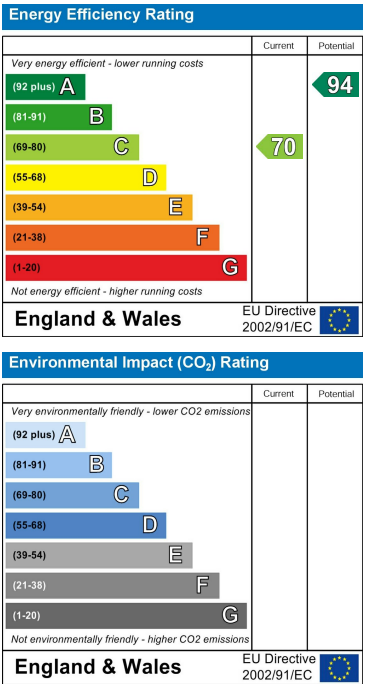 Energy Efficiency Rating
Current Potential
Very energy efficient - lower running costs
(92 plus) A
94
(81-91) B
(69-80) C
70
(55-68) D
(39-54) E
(21-38) F
(1-20) G
Not energy efficient - higher running costs
England & Wales
EU Directive
2002/91/EC
Environmental Impact (CO₂) Rating
Current Potential
Very environmentally friendly - lower CO2 emissions
(92 plus) A
(81-91) B
(69-80) C
(55-68) D
(39-54) E
(21-38) F
(1-20) G
Not environmentally friendly - higher CO2 emissions
England & Wales
EU Directive
2002/91/EC